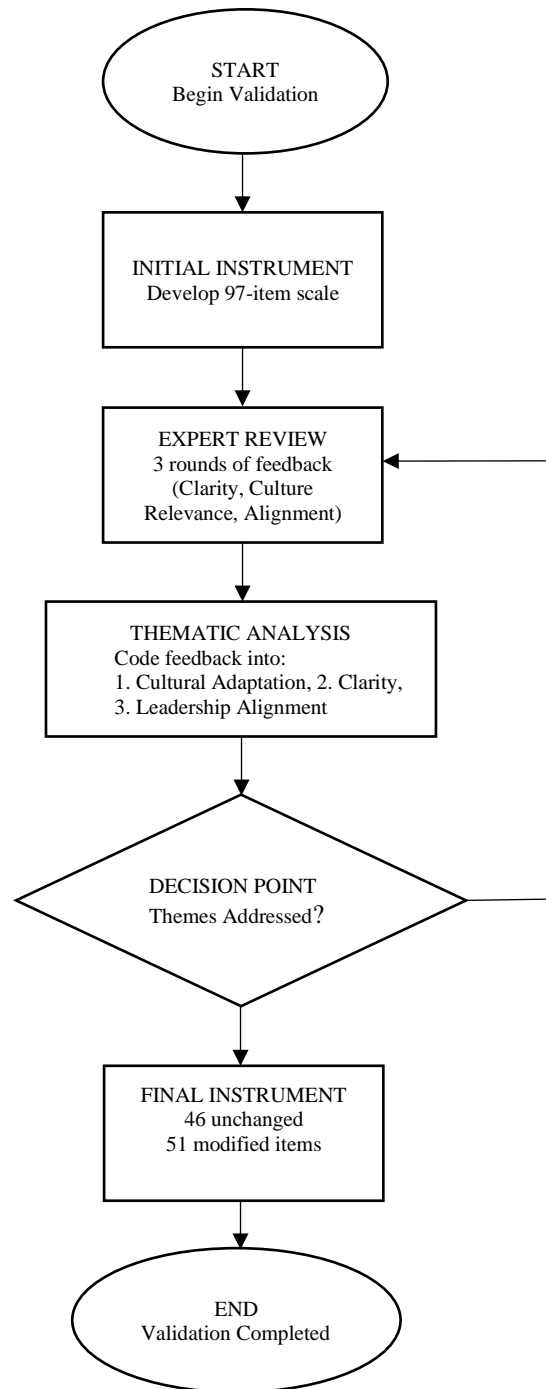 START
Begin Validation
INITIAL INSTRUMENT
Develop 97-item scale
EXPERT REVIEW
3 rounds of feedback
(Clarity, Culture
Relevance, Alignment)
THEMATIC ANALYSIS
Code feedback into:
1. Cultural Adaptation, 2. Clarity,
3. Leadership Alignment
DECISION POINT
Themes Addressed?
FINAL INSTRUMENT
46 unchanged
51 modified items
END
Validation Completed